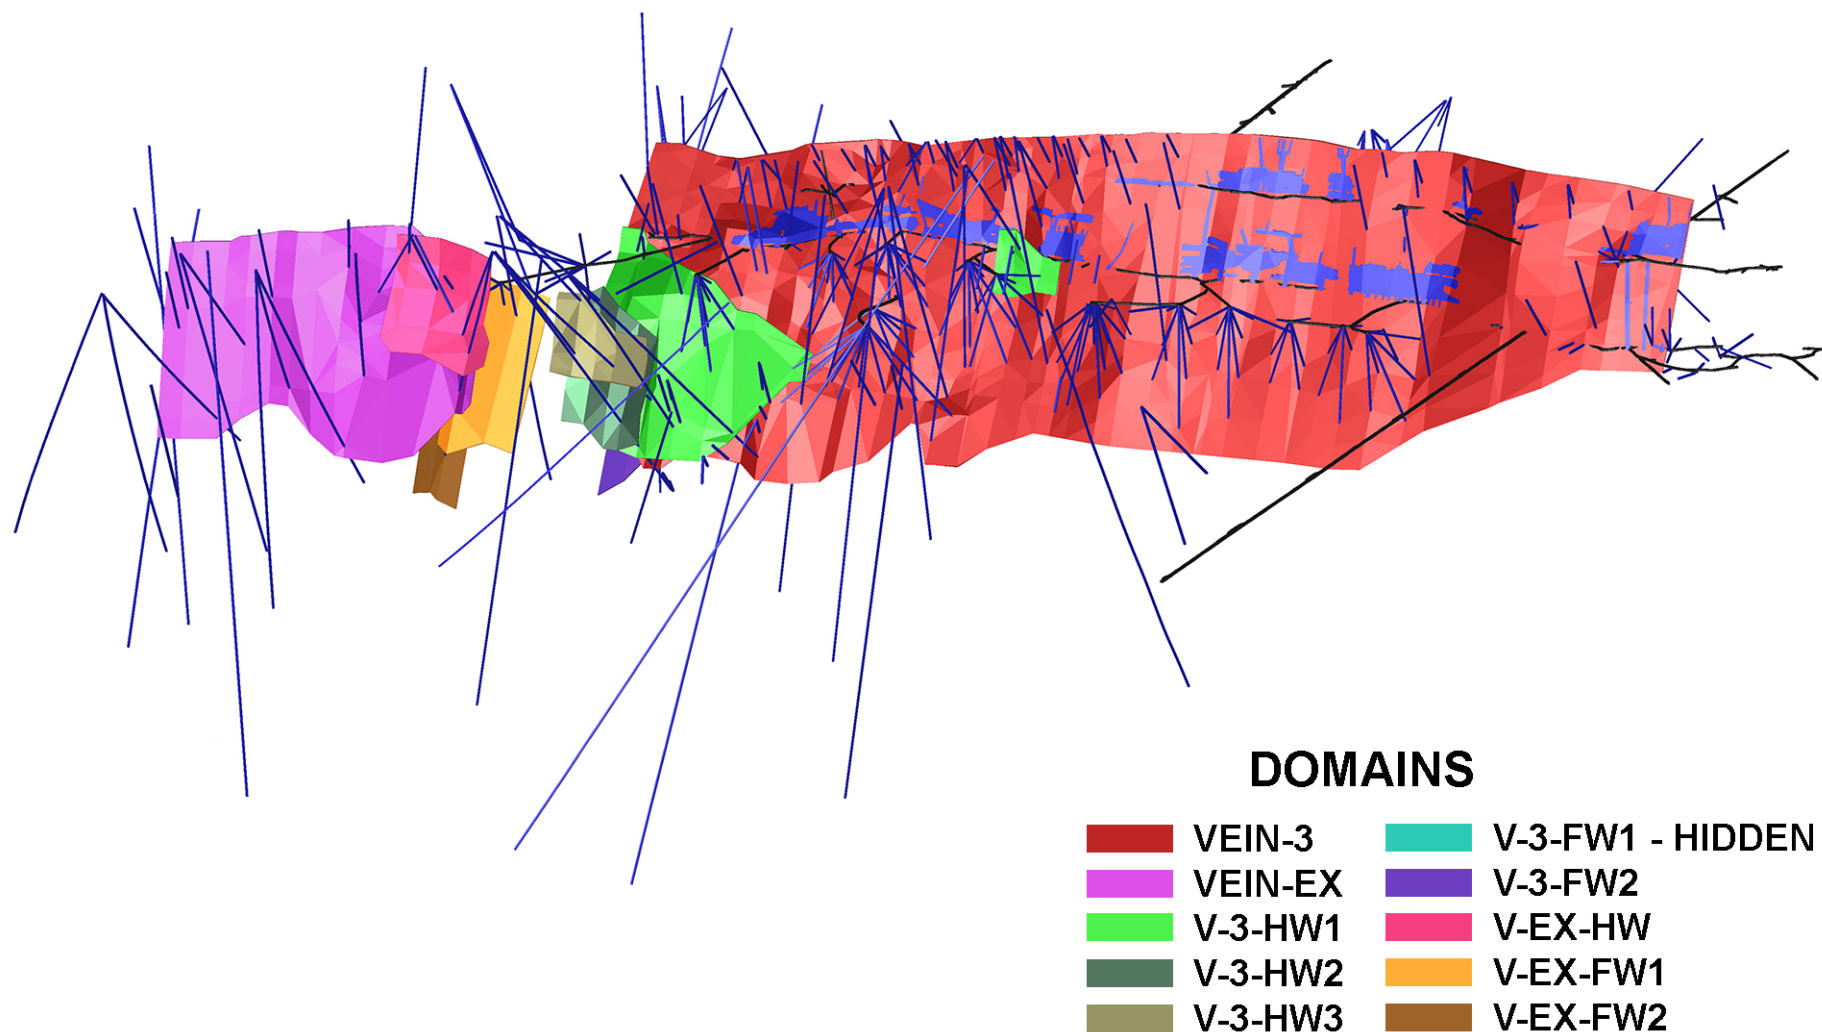 DOMAINS
VEIN-3
VEIN-EX
V-3-HW1
V-3-HW2
V-3-HW3
V-3-FW1 - HIDDEN
V-3-FW2
V-EX-HW
V-EX-FW1
V-EX-FW2